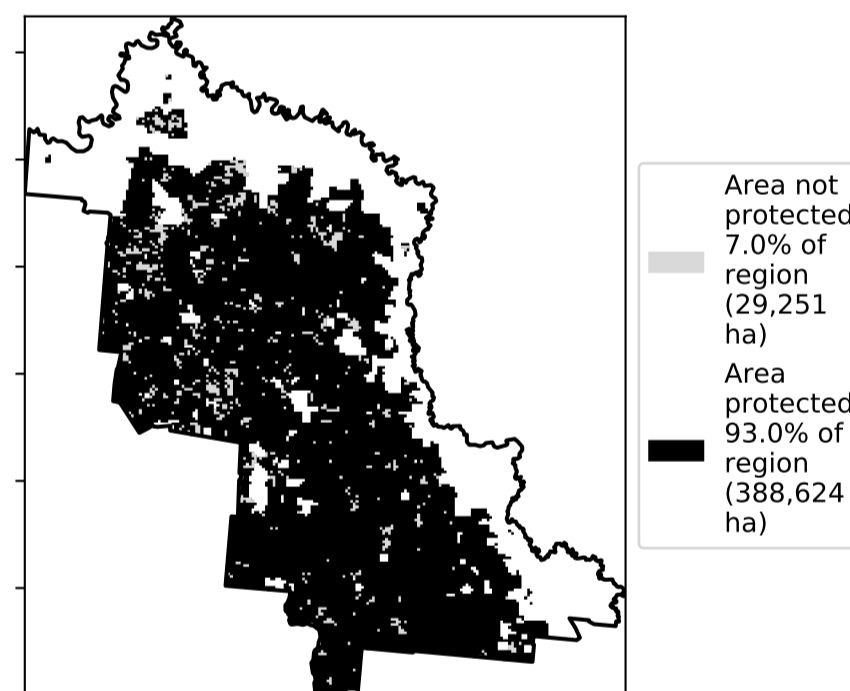 Area not
protected
7.0% of
region
(29,251
ha)
Area
protected
93.0% of
region
(388,624
ha)